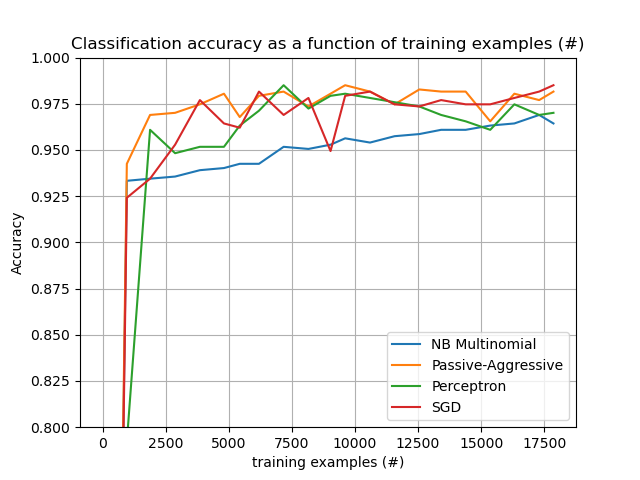 Classification accuracy as a function of training examples (#)
1.000
0.975
0.950
0.925
0.900
0.875
0.850
0.825
0.800
Accuracy
NB Multinomial
Passive-Aggressive
Perceptron
SGD
0 2500 5000 7500 10000 12500 15000 17500
training examples (#)